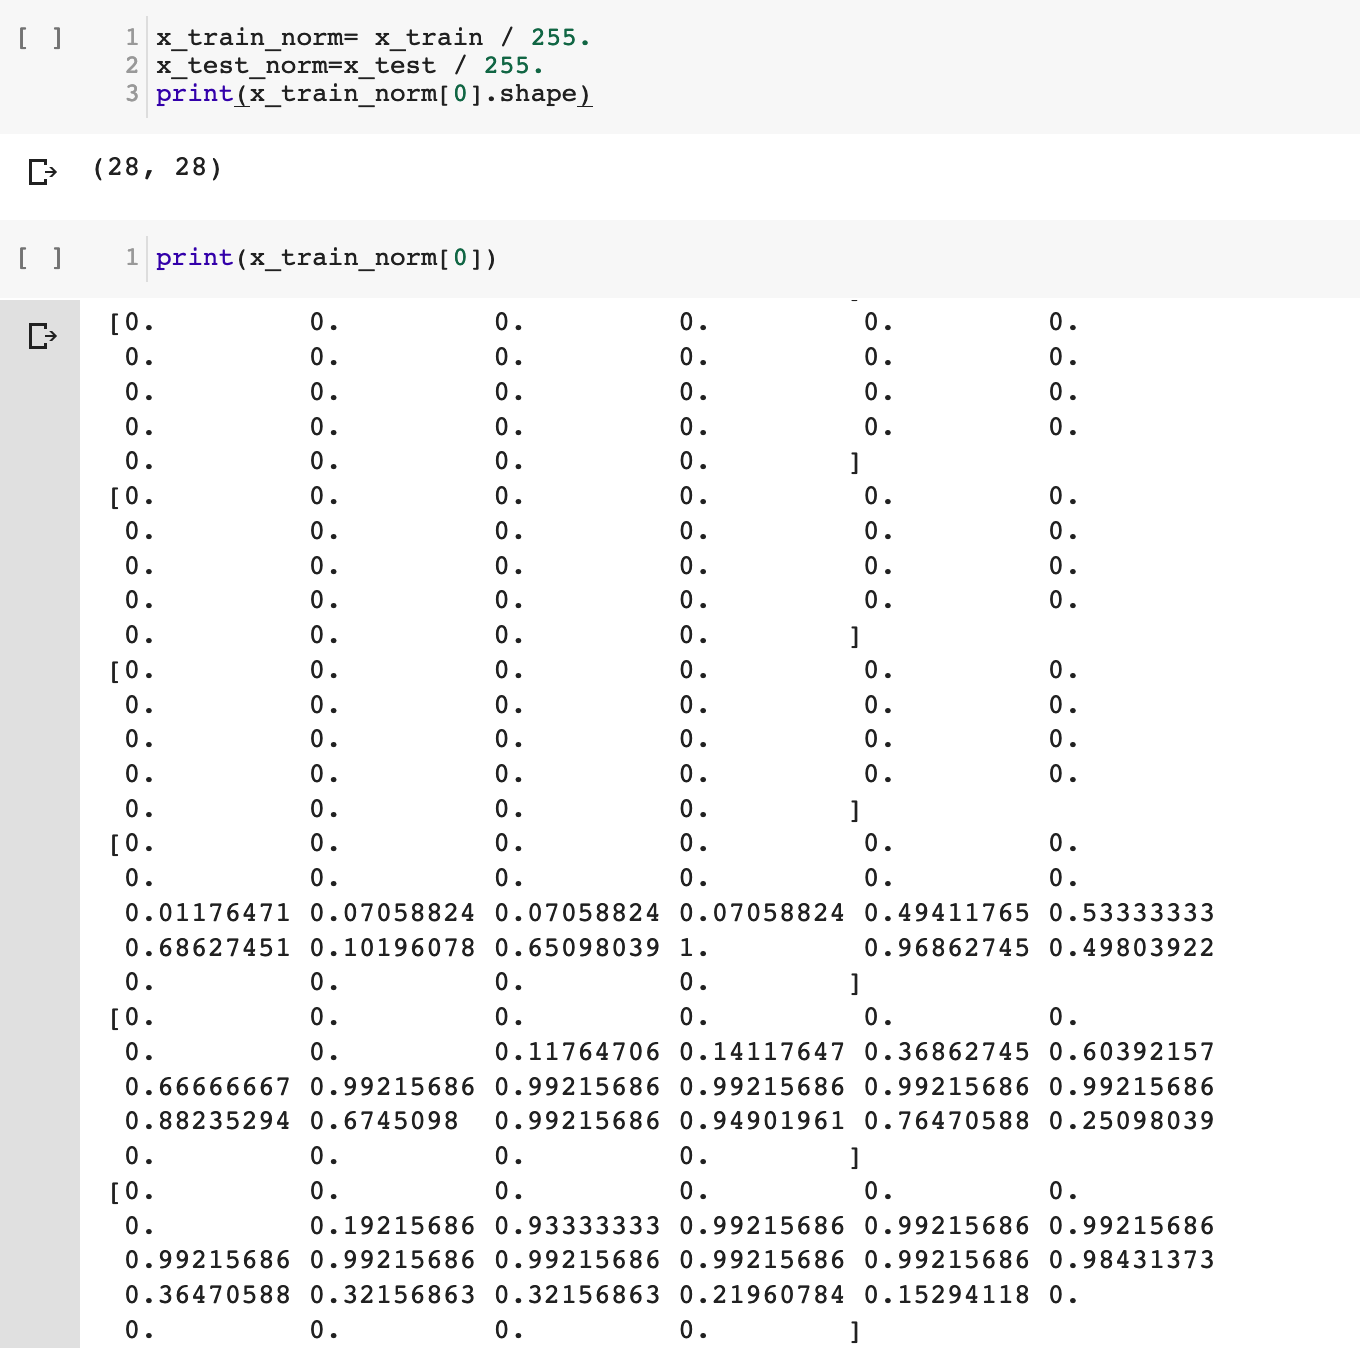 [ ] 1 x_train_norm= x_train / 255.
2 x_test_norm=x_test / 255.
3 print(x_train_norm[0].shape)
(28, 28)
[ ] 1 print(x_train_norm[0])
[0. 0. 0. 0. 0. 0.
0. 0. 0. 0. 0. 0.
0. 0. 0. 0. 0. 0.
0. 0. 0. 0. 0. 0.
0. 0. 0. 0. ]
[0. 0. 0. 0. 0. 0.
0. 0. 0. 0. 0. 0.
0. 0. 0. 0. 0. 0.
0. 0. 0. 0. 0. 0.
0. 0. 0. 0. ]
[0. 0. 0. 0. 0. 0.
0. 0. 0. 0. 0. 0.
0. 0. 0. 0. 0. 0.
0. 0. 0. 0. 0. 0.
0. 0. 0. 0. ]
[0. 0. 0. 0. 0. 0.
0. 0. 0. 0. 0. 0.
0.01176471 0.07058824 0.07058824 0.07058824 0.49411765 0.53333333
0.68627451 0.10196078 0.65098039 1. 0.96862745 0.49803922
0. 0. 0. 0. ]
[0. 0. 0. 0. 0. 0.
0. 0. 0.11764706 0.14117647 0.36862745 0.60392157
0.66666667 0.99215686 0.99215686 0.99215686 0.99215686 0.99215686
0.88235294 0.6745098 0.99215686 0.94901961 0.76470588 0.25098039
0. 0. 0. 0. ]
[0. 0. 0. 0. 0. 0.
0. 0.19215686 0.93333333 0.99215686 0.99215686 0.99215686
0.99215686 0.99215686 0.99215686 0.99215686 0.99215686 0.98431373
0.36470588 0.32156863 0.32156863 0.21960784 0.15294118 0.
0. 0. 0. 0. ]